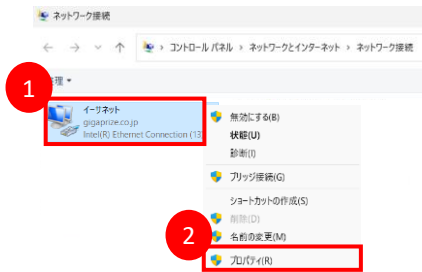 ネットワーク接続
コントロール パネル › ネットワークとインターネット › ネットワーク接続
理
1
イーサネット
gigaprize.co.jp
Intel(R) Ethernet Connection (13)
無効にする(B)
状態(U)
診断(I)
ブリッジ接続(G)
ショートカットの作成(S)
削除(D)
名前の変更(M)
2
プロパティ(R)